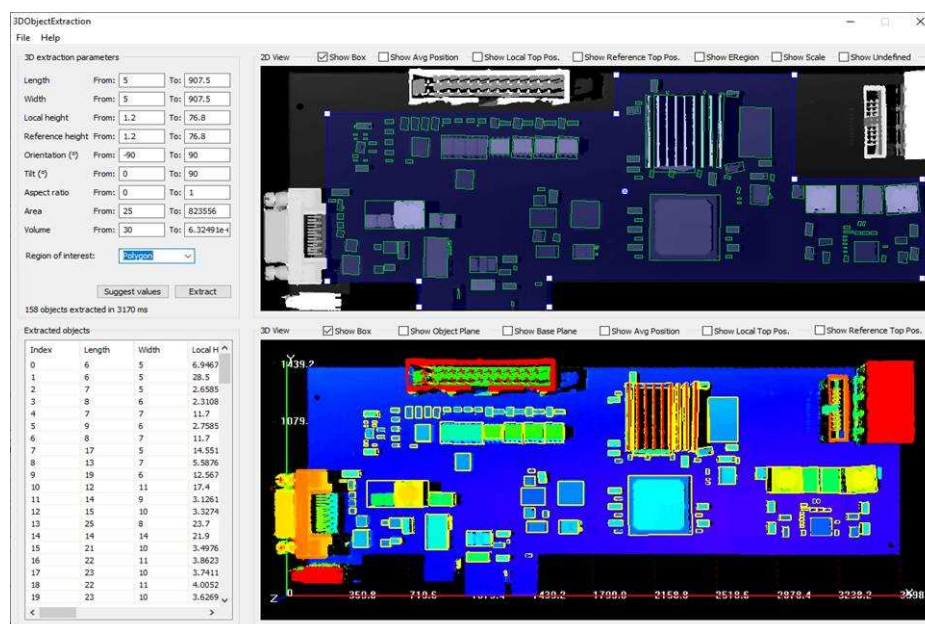 3DObjectExtraction
File Help
3D extraction parameters
Length From: 5 To: 907.5
Width From: 5 To: 907.5
Local height From: 1.2 To: 76.8
Reference height From: 1.2 To: 76.8
Orientation (°) From: -90 To: 90
Tilt (°) From: 0 To: 90
Aspect ratio From: 0 To: 1
Area From: 25 To: 823556
Volume From: 30 To: 6.32491e+
Region of interest: Polygon
Suggest values Extract
158 objects extracted in 3170 ms
Extracted objects
Index Length Width Local H
0 6 5 6.9467
1 6 5 28.5
2 7 5 2.6585
3 8 6 2.3108
4 7 7 11.7
5 9 6 2.7585
6 8 7 11.7
7 17 5 14.551
8 13 7 5.5876
9 19 6 12.567
10 12 11 17.4
11 14 9 3.1261
12 15 10 3.3274
13 25 8 23.7
14 14 14 21.9
15 21 10 3.4976
16 22 11 3.8623
17 23 10 3.7411
18 22 11 4.0052
19 23 10 3.6269
2D View Show Box Show Avg Position Show Local Top Pos. Show Reference Top Pos. Show ERegion Show Scale Show Undefined
3D View Show Box Show Object Plane Show Base Plane Show Avg Position Show Local Top Pos. Show Reference Top Pos.
Y
1439.2
1079.
Z 359.8 719.6 1439.2 1799.0 2158.8 2518.6 2878.4 3238.2